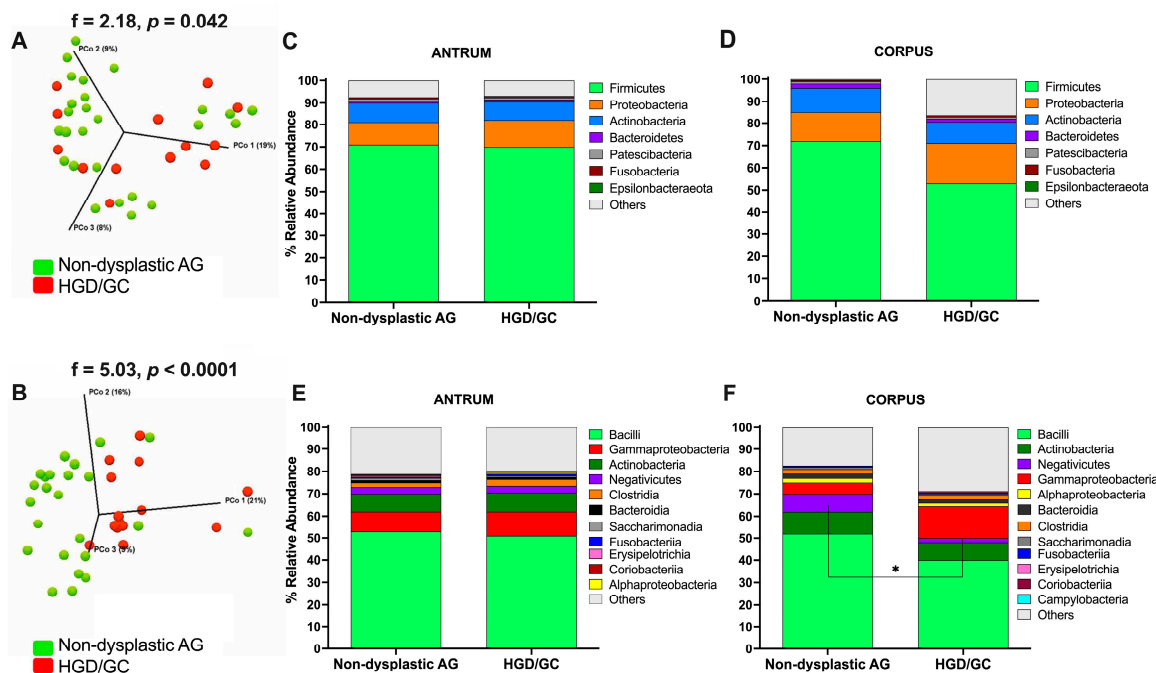 f = 2.18, p = 0.042
A
PCo 2 (9%)
PCo 1 (19%)
PCo 3 (8%)
Non-dysplastic AG
HGD/GC
C
ANTRUM
% Relative Abundance
100
90
80
70
60
50
40
30
20
10
0
Non-dysplastic AG
HGD/GC
Firmicutes
Proteobacteria
Actinobacteria
Bacteroidetes
Patescibacteria
Fusobacteria
Epsilonbacteraeota
Others
D
CORPUS
100
90
80
70
60
50
40
30
20
10
0
Non-dysplastic AG
HGD/GC
Firmicutes
Proteobacteria
Actinobacteria
Bacteroidetes
Patescibacteria
Fusobacteria
Epsilonbacteraeota
Others
f = 5.03, p < 0.0001
B
PCo 2 (16%)
PCo 1 (21%)
PCo 3 (9%)
Non-dysplastic AG
HGD/GC
E
ANTRUM
% Relative Abundance
100
90
80
70
60
50
40
30
20
10
0
Non-dysplastic AG
HGD/GC
Bacilli
Gammaproteobacteria
Actinobacteria
Negativicutes
Clostridia
Bacteroidia
Saccharimonadia
Fusobacteriia
Erysipelotrichia
Coriobacteriia
Alphaproteobacteria
Others
F
CORPUS
100
90
80
70
60
50
40
30
20
10
0
*
Non-dysplastic AG
HGD/GC
Bacilli
Actinobacteria
Negativicutes
Gammaproteobacteria
Alphaproteobacteria
Bacteroidia
Clostridia
Saccharimonadia
Fusobacteriia
Erysipelotrichia
Coriobacteriia
Campylobacteria
Others